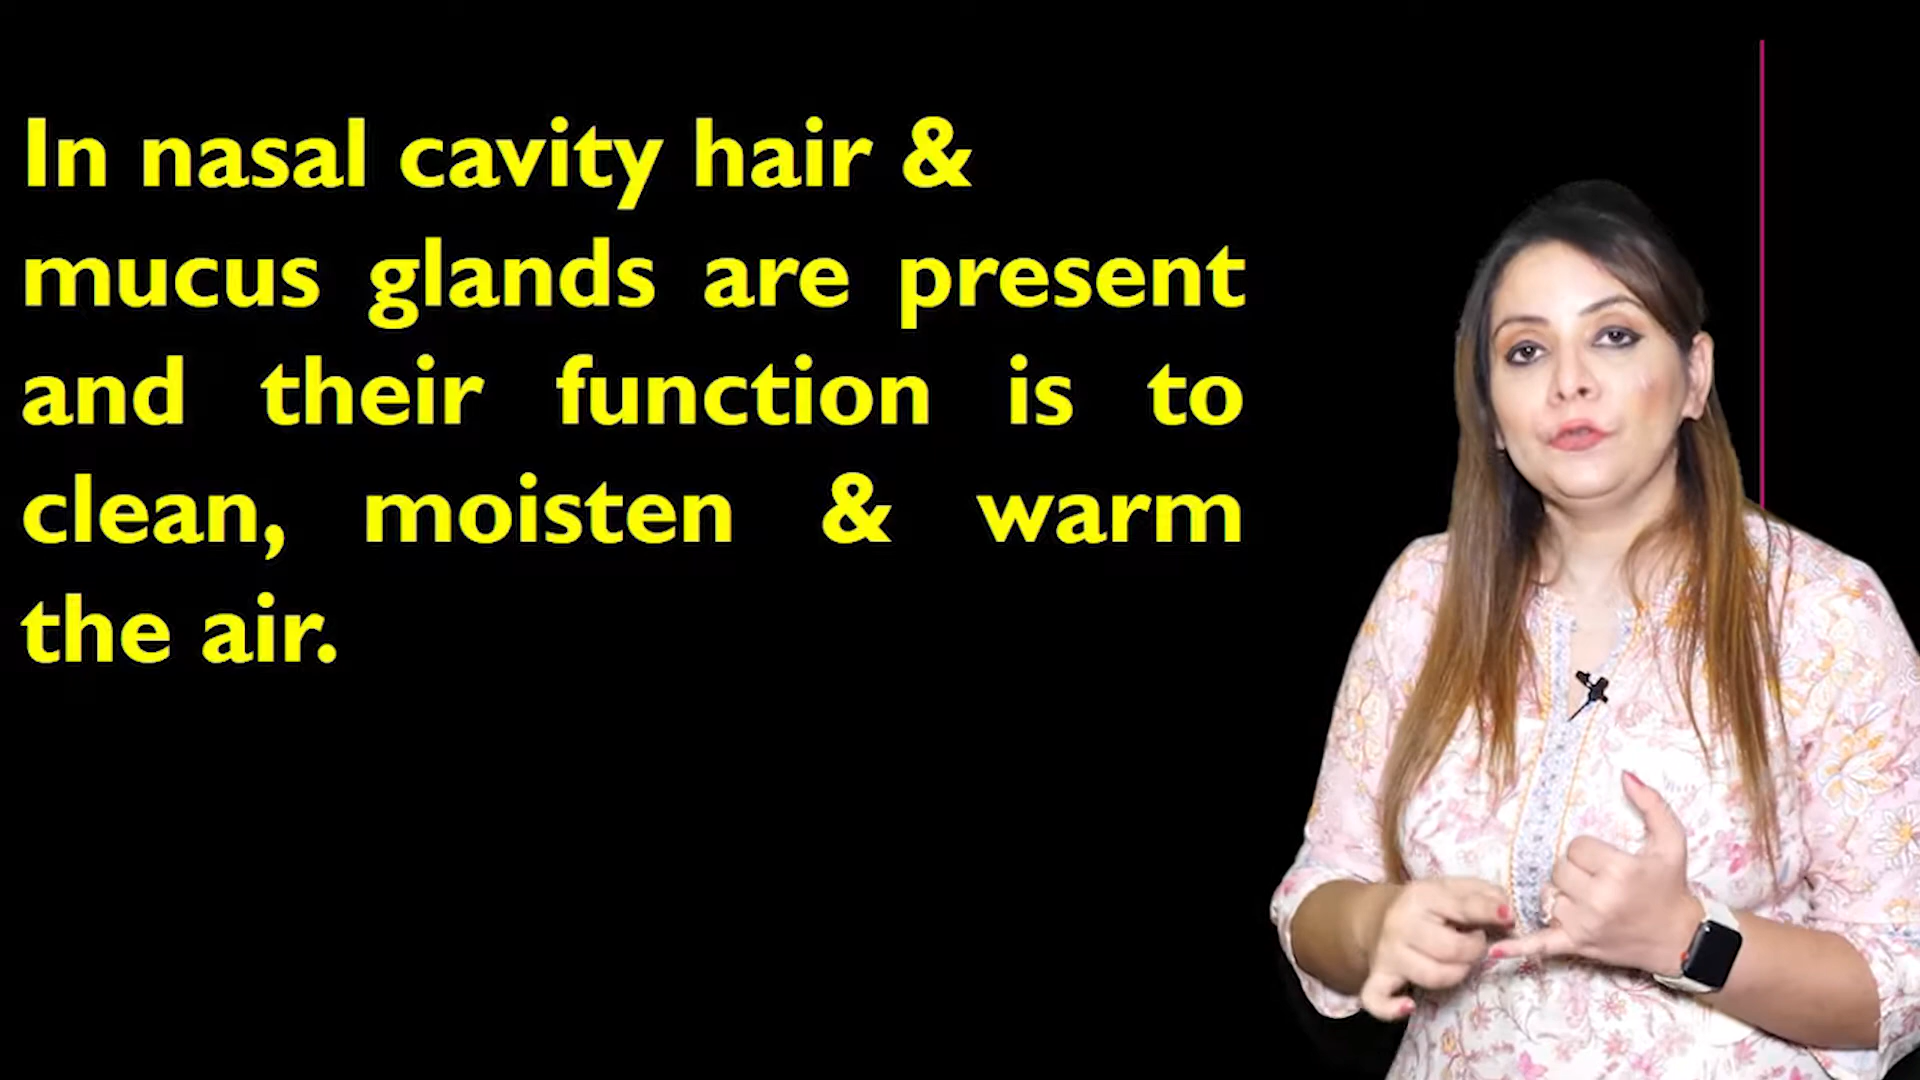 In nasal cavity hair &
mucus glands are present
and their function is to
clean, moisten & warm
the air.